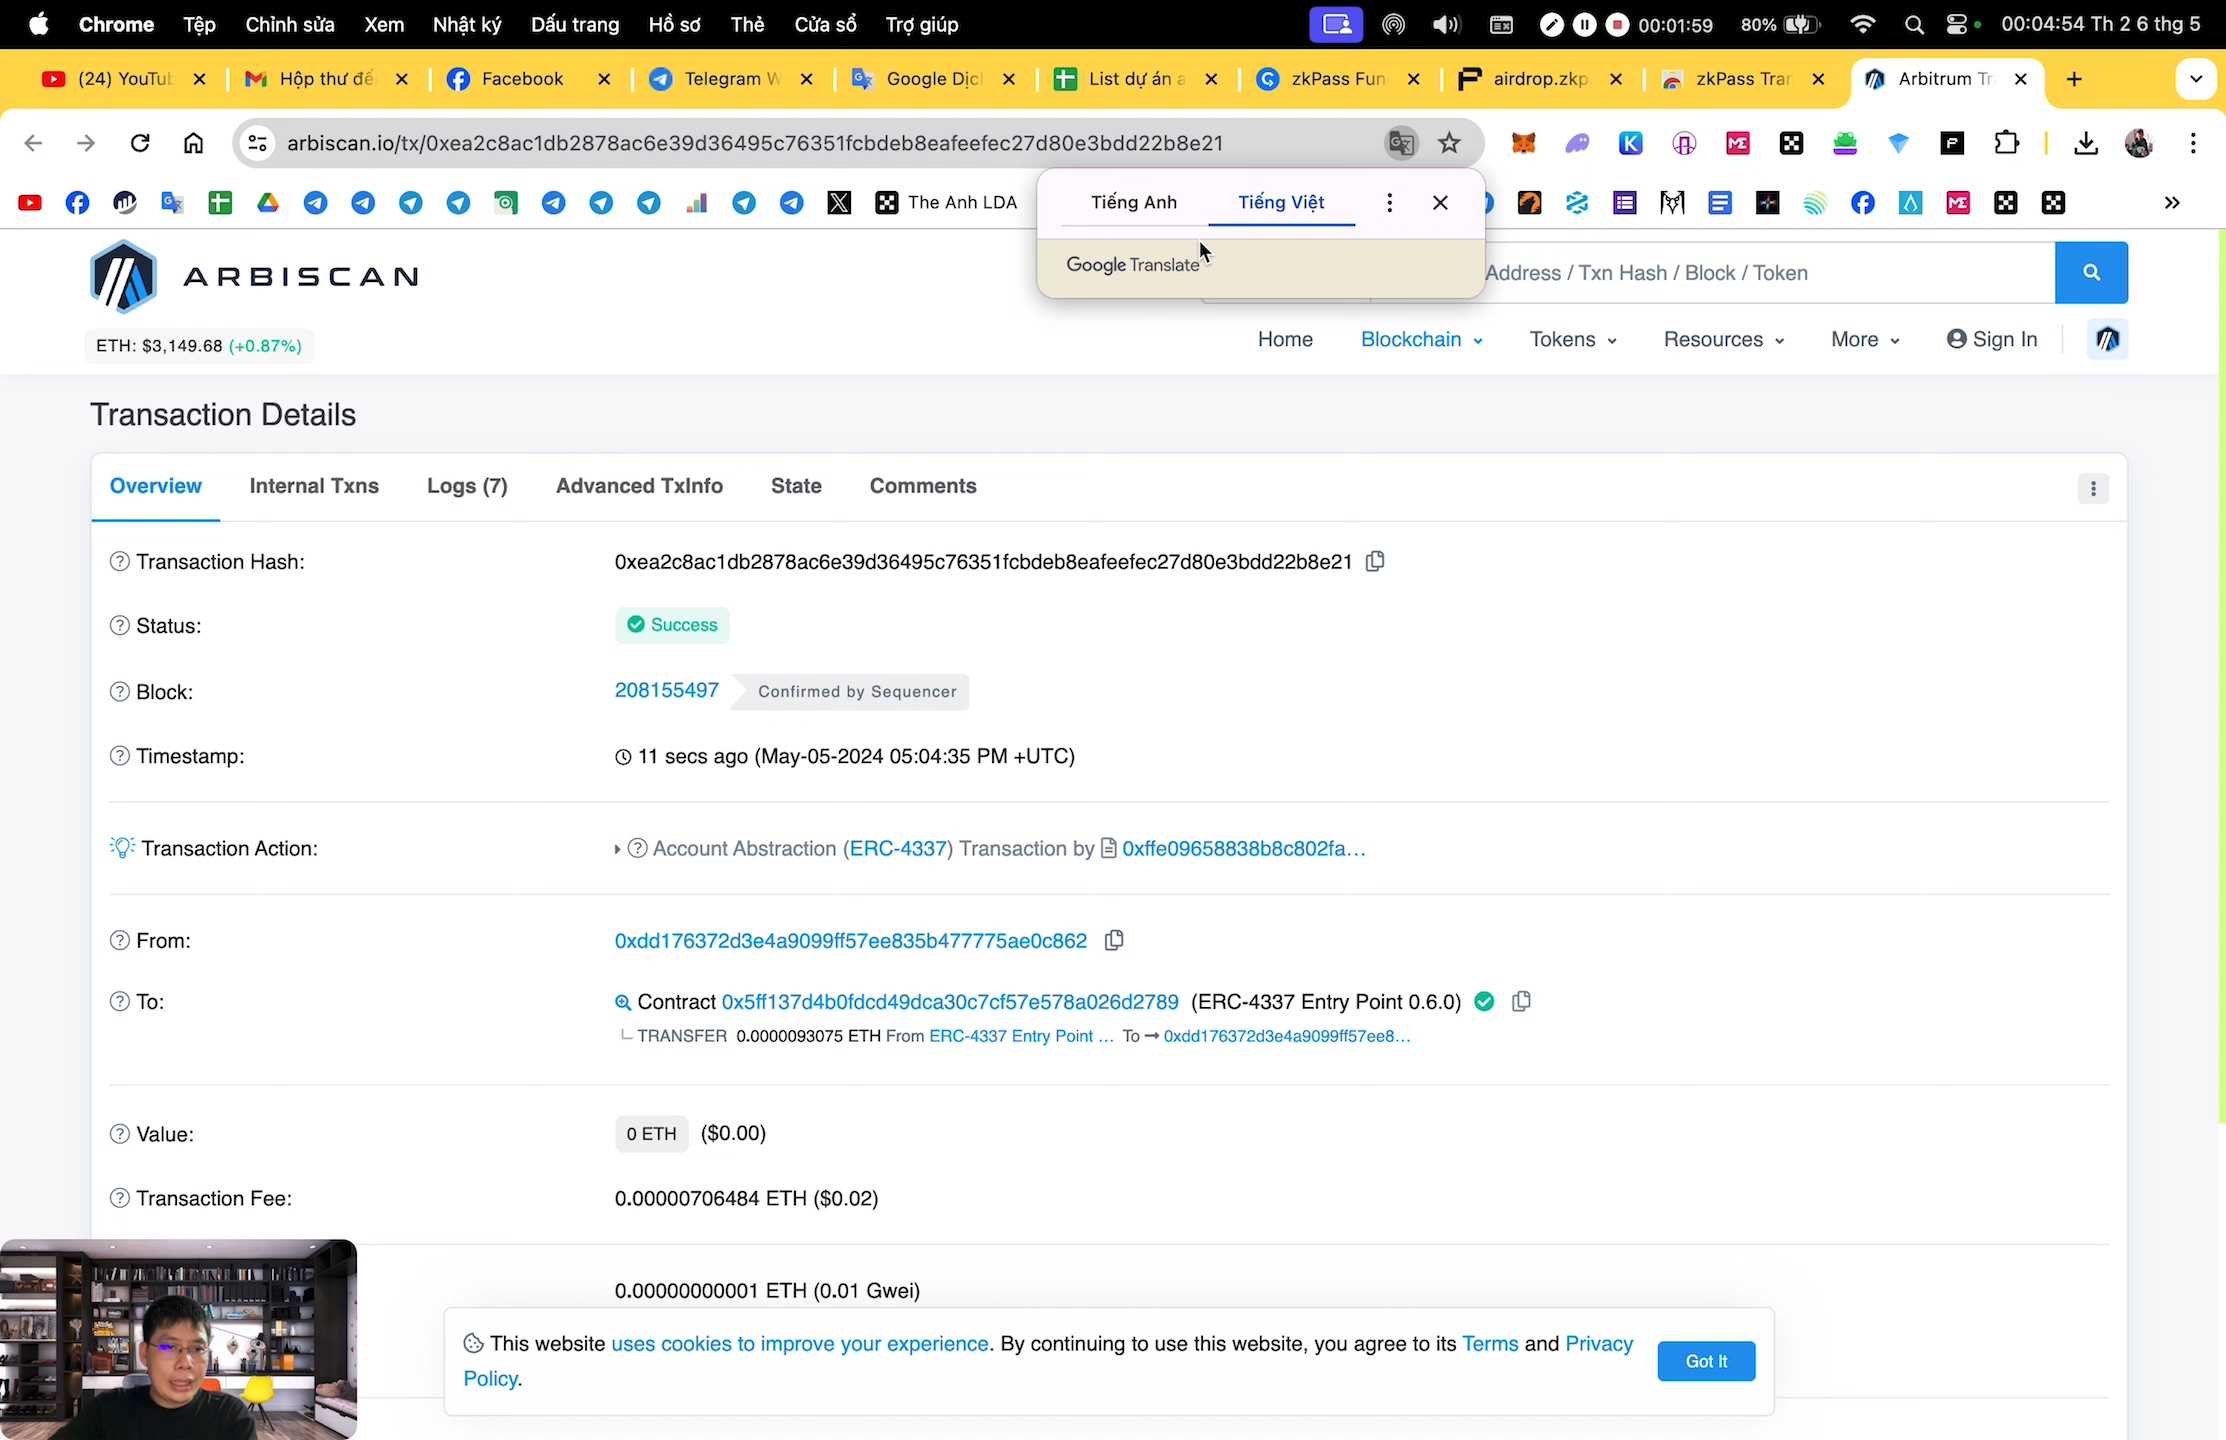 Chrome Tệp Chỉnh sửa Xem Nhật ký Dấu trang Hồ sơ Thẻ Cửa sổ Trợ giúp 00:01:59 80% 00:04:54 Th 2 6 thg 5
(24) YouTub Hộp thư đế Facebook Telegram W Google Dịc List dự án a zkPass Fun airdrop.zkp zkPass Tran Arbitrum Tr
arbiscan.io/tx/0xea2c8ac1db2878ac6e39d36495c76351fcbdeb8eafeefec27d80e3bdd22b8e21
The Anh LDA
Tiếng Anh Tiếng Việt
Google Translate
ARBISCAN
Address / Txn Hash / Block / Token
ETH: $3,149.68 (+0.87%)
Home Blockchain Tokens Resources More Sign In
Transaction Details
Overview Internal Txns Logs (7) Advanced TxInfo State Comments
Transaction Hash: 0xea2c8ac1db2878ac6e39d36495c76351fcbdeb8eafeefec27d80e3bdd22b8e21
Status: Success
Block: 208155497 Confirmed by Sequencer
Timestamp: 11 secs ago (May-05-2024 05:04:35 PM +UTC)
Transaction Action: Account Abstraction (ERC-4337) Transaction by 0xffe09658838b8c802fa...
From: 0xdd176372d3e4a9099ff57ee835b477775ae0c862
To: Contract 0x5ff137d4b0fdcd49dca30c7cf57e578a026d2789 (ERC-4337 Entry Point 0.6.0)
TRANSFER 0.0000093075 ETH From ERC-4337 Entry Point ... To → 0xdd176372d3e4a9099ff57ee8...
Value: 0 ETH ($0.00)
Transaction Fee: 0.00000706484 ETH ($0.02)
0.00000000001 ETH (0.01 Gwei)
This website uses cookies to improve your experience. By continuing to use this website, you agree to its Terms and Privacy
Policy.
Got It